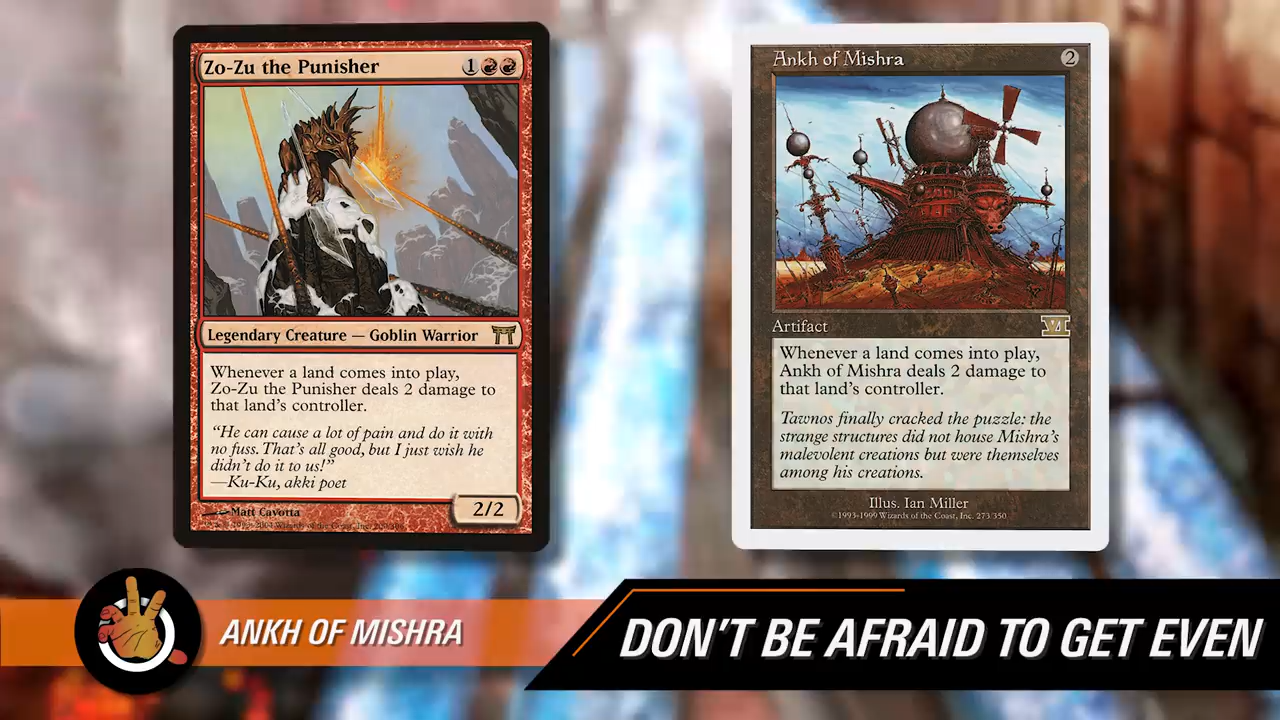 Zo-Zu the Punisher
1
Legendary Creature — Goblin Warrior
Whenever a land comes into play,
Zo-Zu the Punisher deals 2 damage to
that land's controller.
"He can cause a lot of pain and do it with
no fuss. That's all good, but I just wish he
didn't do it to us!"
—Ku-Ku, akki poet
2/2
Matt Cavotta
Ankh of Mishra
2
Artifact
VI
Whenever a land comes into play,
Ankh of Mishra deals 2 damage to
that land's controller.
Tawnos finally cracked the puzzle: the
strange structures did not house Mishra's
malevolent creations but were themselves
among his creations.
Illus. Ian Miller
©1993-1999 Wizards of the Coast, Inc. 273/350
ANKH OF MISHRA
DON'T BE AFRAID TO GET EVEN